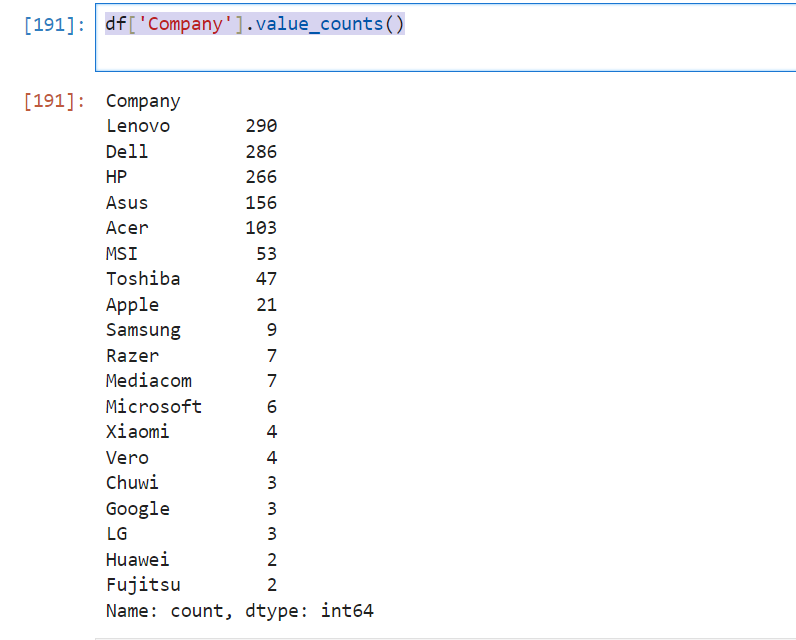 [191]: df['Company'].value_counts()
[191]: Company
Lenovo 290
Dell 286
HP 266
Asus 156
Acer 103
MSI 53
Toshiba 47
Apple 21
Samsung 9
Razer 7
Mediacom 7
Microsoft 6
Xiaomi 4
Vero 4
Chuwi 3
Google 3
LG 3
Huawei 2
Fujitsu 2
Name: count, dtype: int64